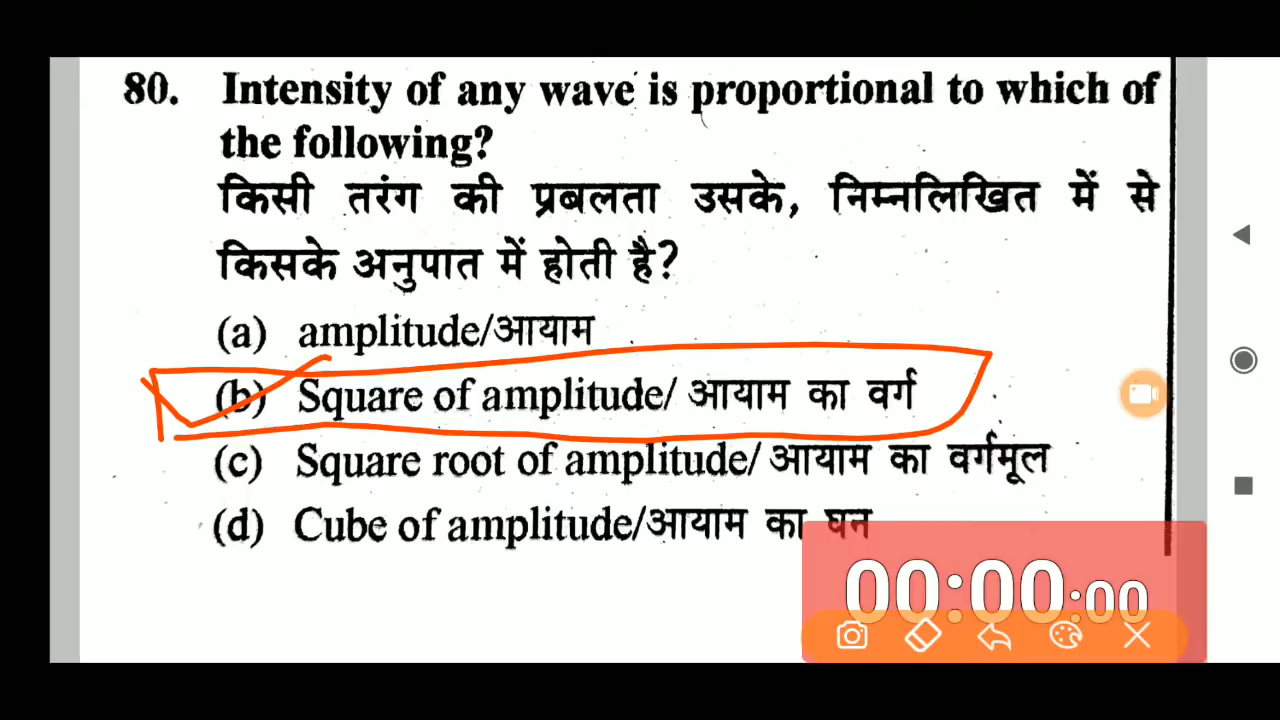 80. Intensity of any wave is proportional to which of
the following?
किसी तरंग की प्रबलता उसके, निम्नलिखित में से
किसके अनुपात में होती है?
(a) amplitude/आयाम
(b) Square of amplitude/ आयाम का वर्ग
(c) Square root of amplitude/ आयाम का वर्गमूल
(d) Cube of amplitude/आयाम का घन
00:00:00